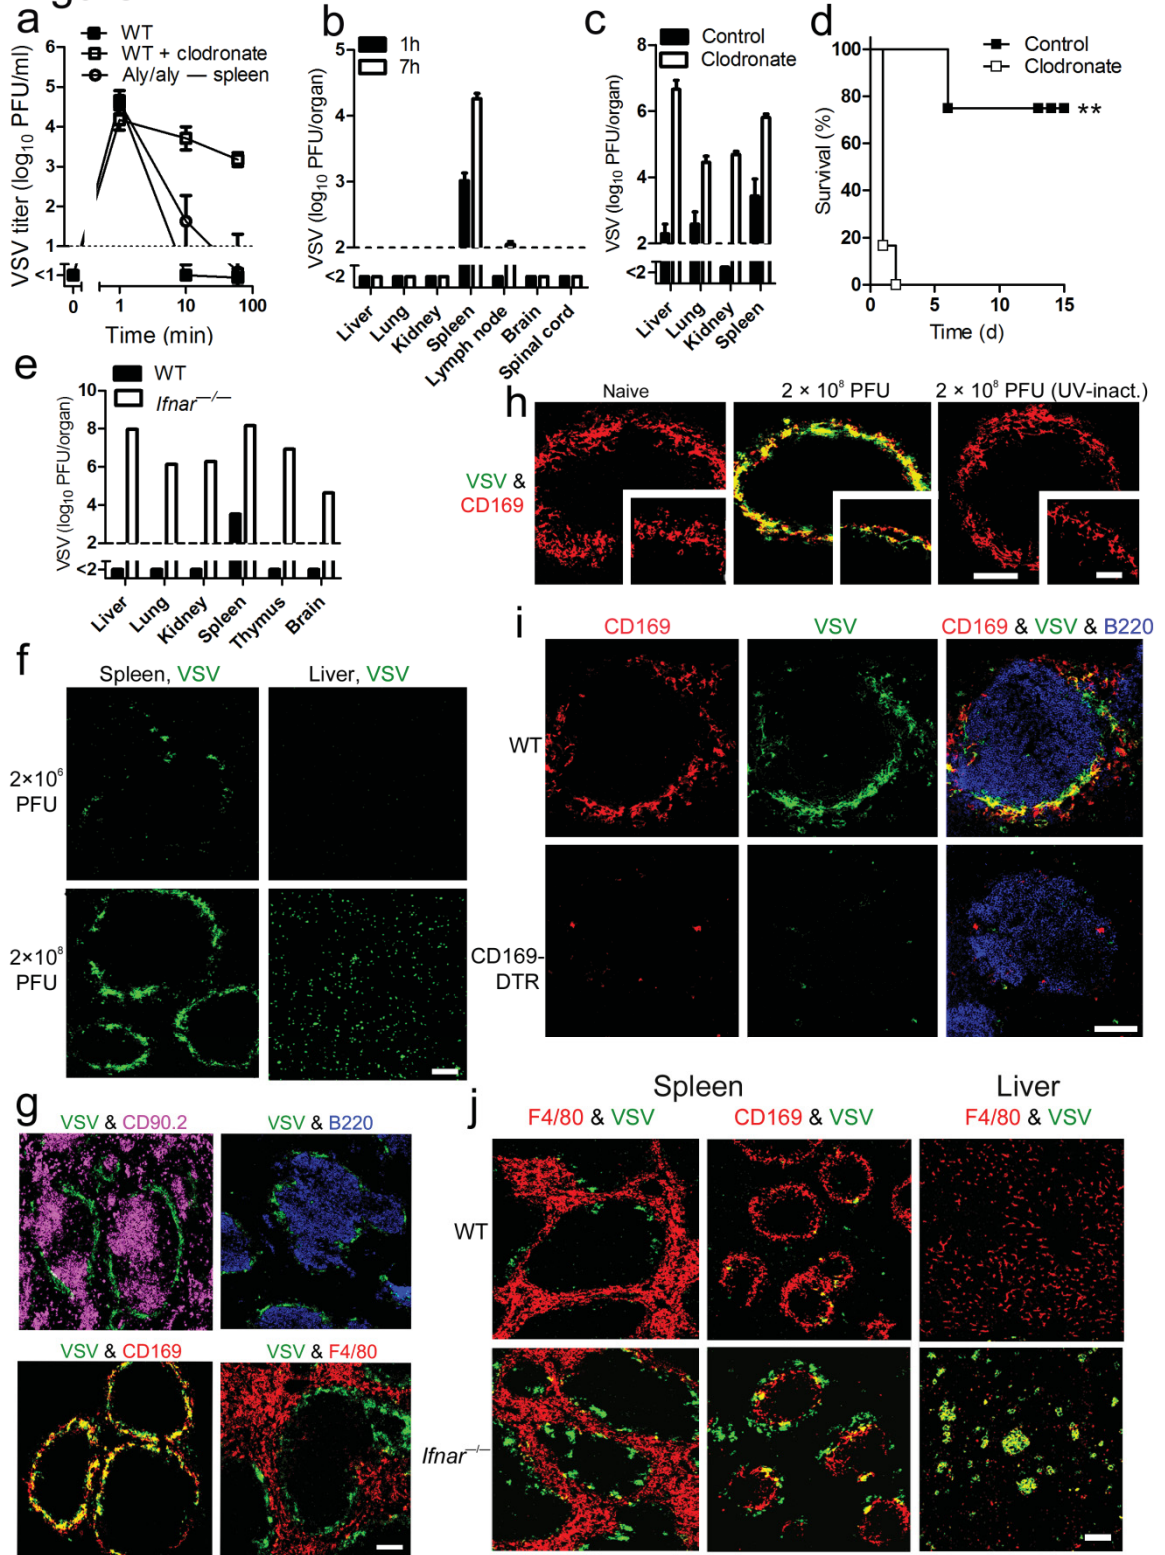 a
WT
WT + clodronate
Aly/aly — spleen
VSV titer (log₁₀ PFU/ml)
6
5
4
3
2
1
<1
0
1
10
100
Time (min)
b
1h
7h
VSV (log₁₀ PFU/organ)
5
4
3
2
<2
Liver
Lung
Kidney
Spleen
Lymph node
Brain
Spinal cord
c
Control
Clodronate
VSV (log₁₀ PFU/organ)
8
6
4
2
<2
Liver
Lung
Kidney
Spleen
d
Control
Clodronate
**
Survival (%)
100
80
60
40
20
0
0
5
10
15
Time (d)
e
WT
Ifnar⁻/⁻
VSV (log₁₀ PFU/organ)
10
8
6
4
2
<2
Liver
Lung
Kidney
Spleen
Thymus
Brain
f
Spleen, VSV
Liver, VSV
2×10⁶
PFU
2×10⁸
PFU
g
VSV & CD90.2
VSV & B220
VSV & CD169
VSV & F4/80
h
Naive
2 × 10⁸ PFU
2 × 10⁸ PFU (UV-inact.)
VSV &
CD169
i
CD169
VSV
CD169 & VSV & B220
WT
CD169-
DTR
j
Spleen
Liver
F4/80 & VSV
CD169 & VSV
F4/80 & VSV
WT
Ifnar⁻/⁻